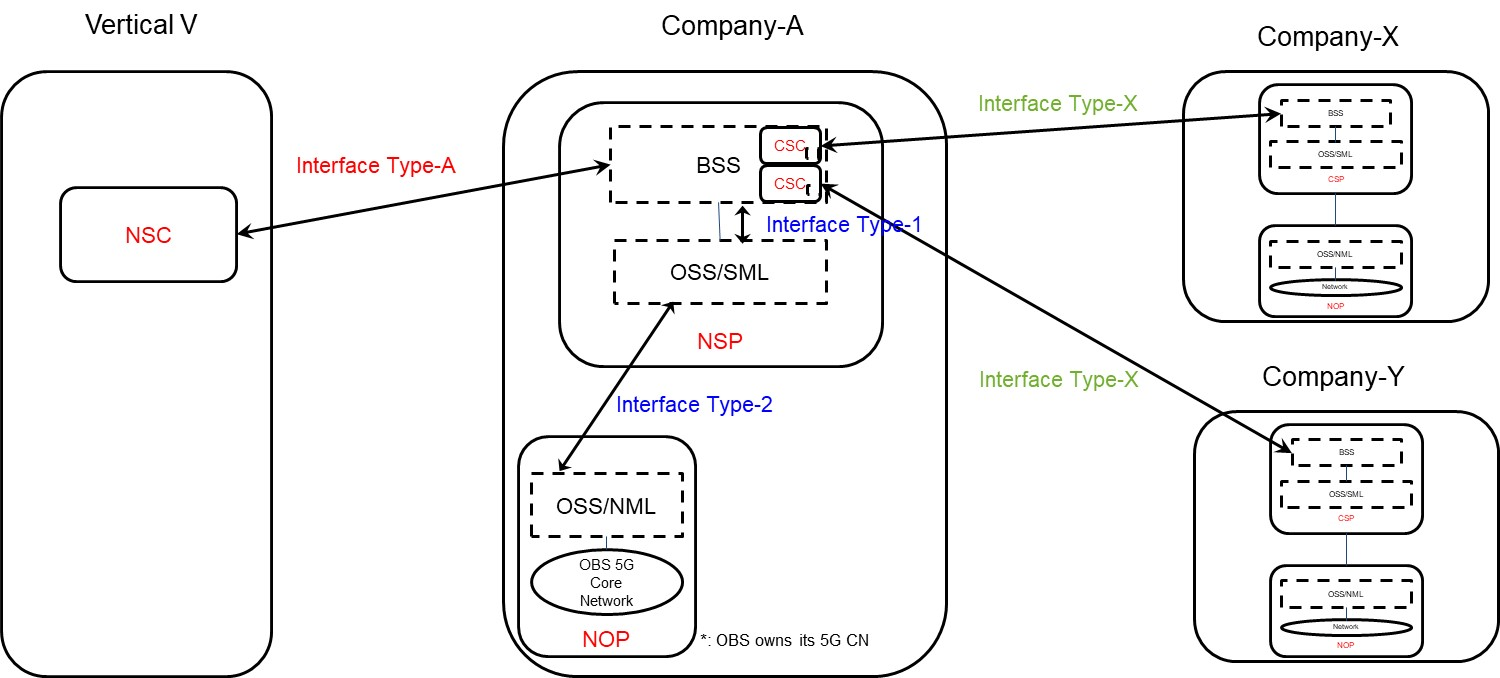 Vertical V
Company-A
Company-X
Interface Type-X
BSS
CSC
BSS
OSS/SML
Interface Type-A
CSC
CSP
NSC
Interface Type-1
OSS/NML
OSS/SML
Network
NOP
NSP
Interface Type-X
Company-Y
Interface Type-2
BSS
OSS/SML
CSP
OSS/NML
OBS 5G
Core
Network
OSS/NML
Network
NOP
*: OBS owns its 5G CN
NOP